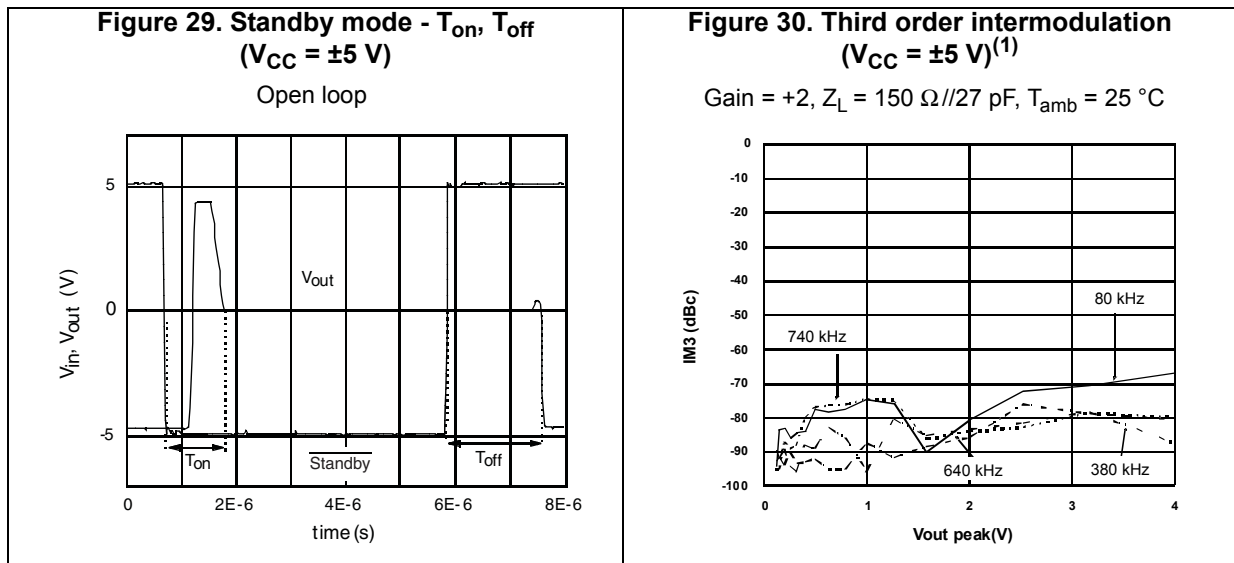 Figure 29. Standby mode - Ton, Toff
(VCC = ±5 V)
Open loop
5
0
-5
Vin, Vout (V)
Vout
Ton
Standby
Toff
0
2E-6
4E-6
6E-6
8E-6
time (s)
Figure 30. Third order intermodulation
(VCC = ±5 V)(1)
Gain = +2, ZL = 150 Ω//27 pF, Tamb = 25 °C
0
-10
-20
-30
-40
-50
-60
-70
-80
-90
-100
IM3 (dBc)
740 kHz
80 kHz
640 kHz
380 kHz
0
1
2
3
4
Vout peak(V)